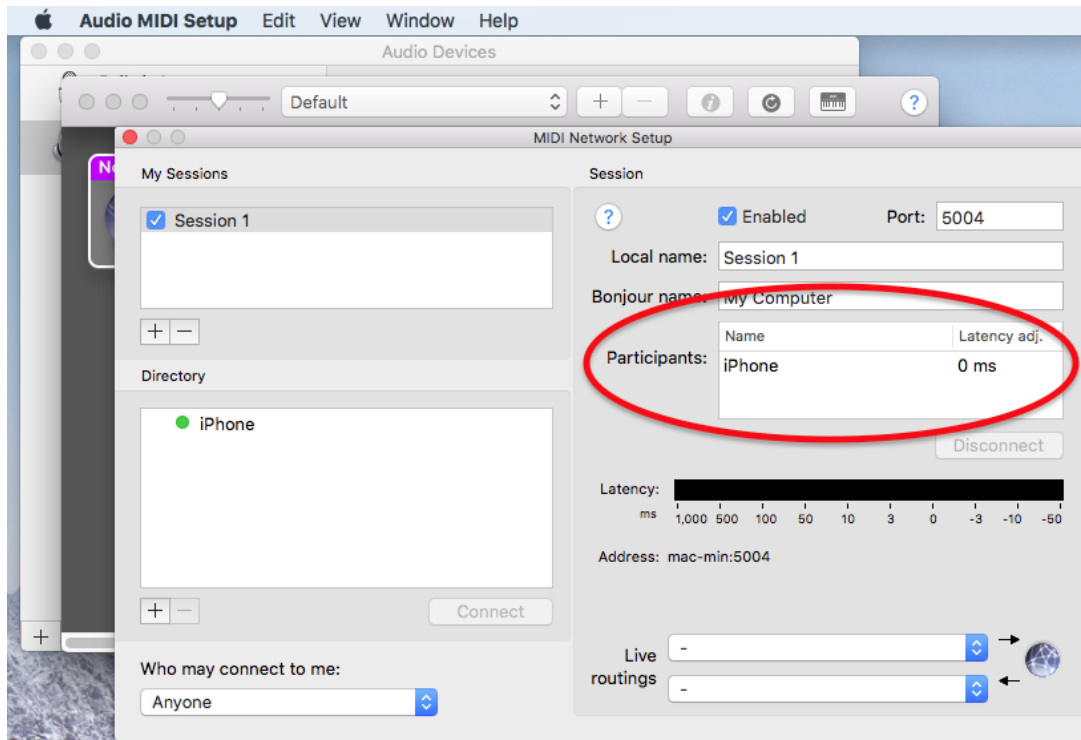 Audio MIDI Setup Edit View Window Help
Audio Devices
Default
MIDI Network Setup
My Sessions
Session 1
Directory
iPhone
Connect
Who may connect to me:
Anyone
Session
Enabled Port: 5004
Local name: Session 1
Bonjour name: My Computer
Participants:
Name Latency adj.
iPhone 0 ms
Disconnect
Latency:
ms 1,000 500 100 50 10 3 0 -3 -10 -50
Address: mac-min:5004
Live routings
-
-